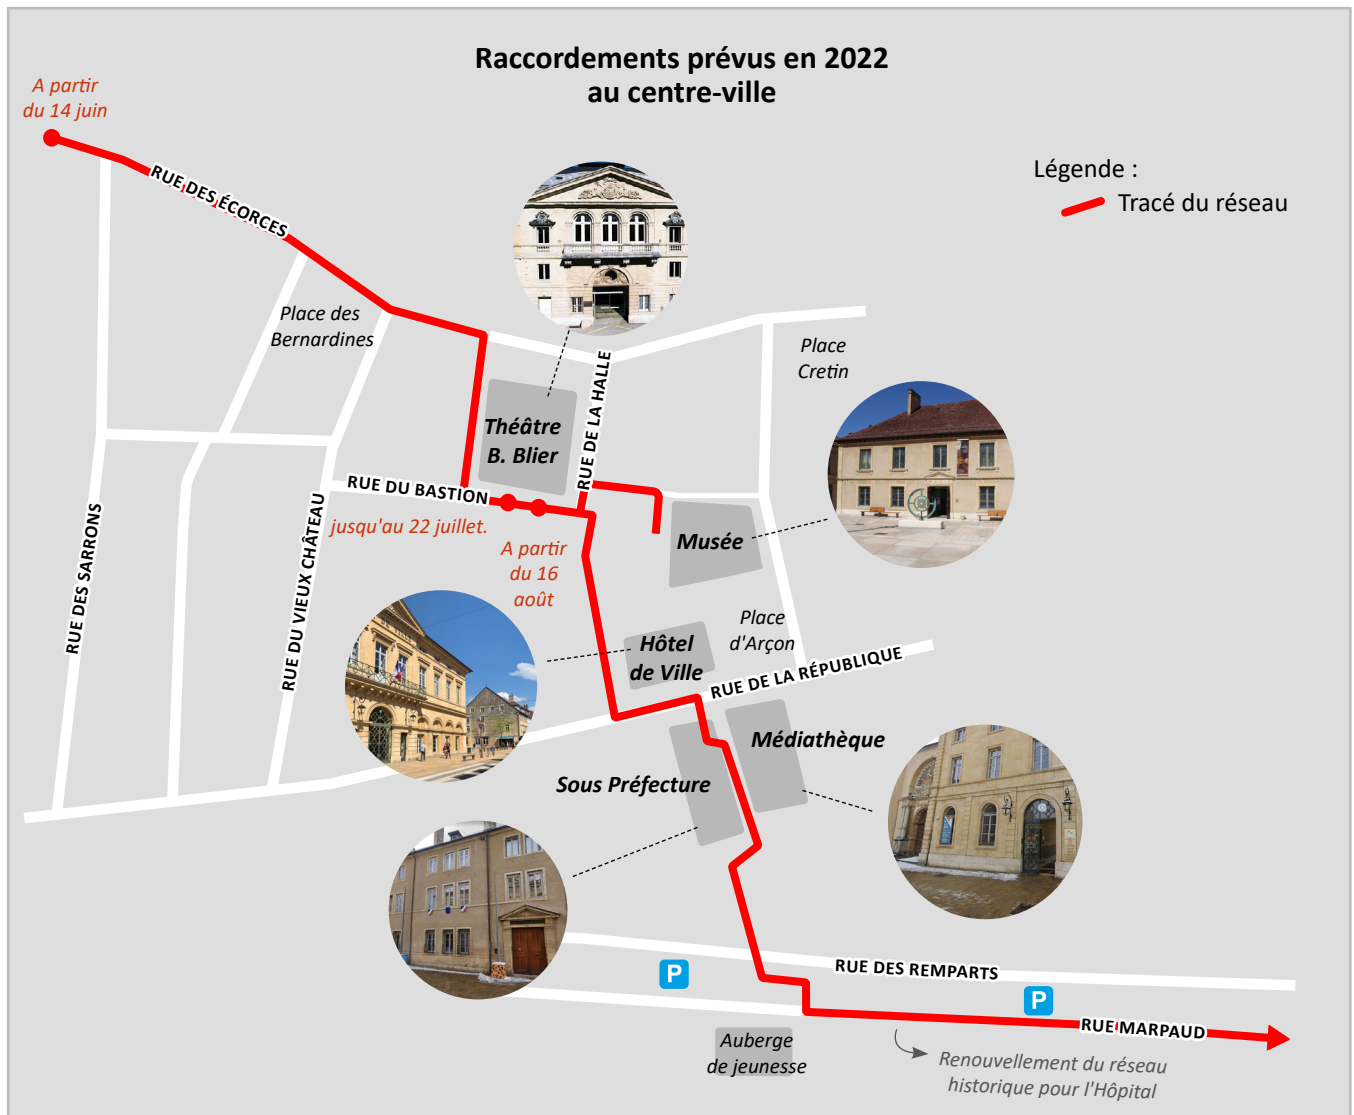 Raccordements prévus en 2022
au centre-ville
A partir
du 14 juin
Légende :
Tracé du réseau
RUE DES ÉCORCES
Place des
Bernardines
Place
Cretin
RUE DE LA HALLE
Théâtre
B. Blier
RUE DU BASTION
jusqu'au 22 juillet.
A partir
du 16
août
Musée
RUE DES SARRONS
RUE DU VIEUX CHÂTEAU
Place
d'Arçon
Hôtel
de Ville
RUE DE LA RÉPUBLIQUE
Médiathèque
Sous Préfecture
RUE DES REMPARTS
P
P
RUE MARPAUD
Auberge
de jeunesse
Renouvellement du réseau
historique pour l'Hôpital